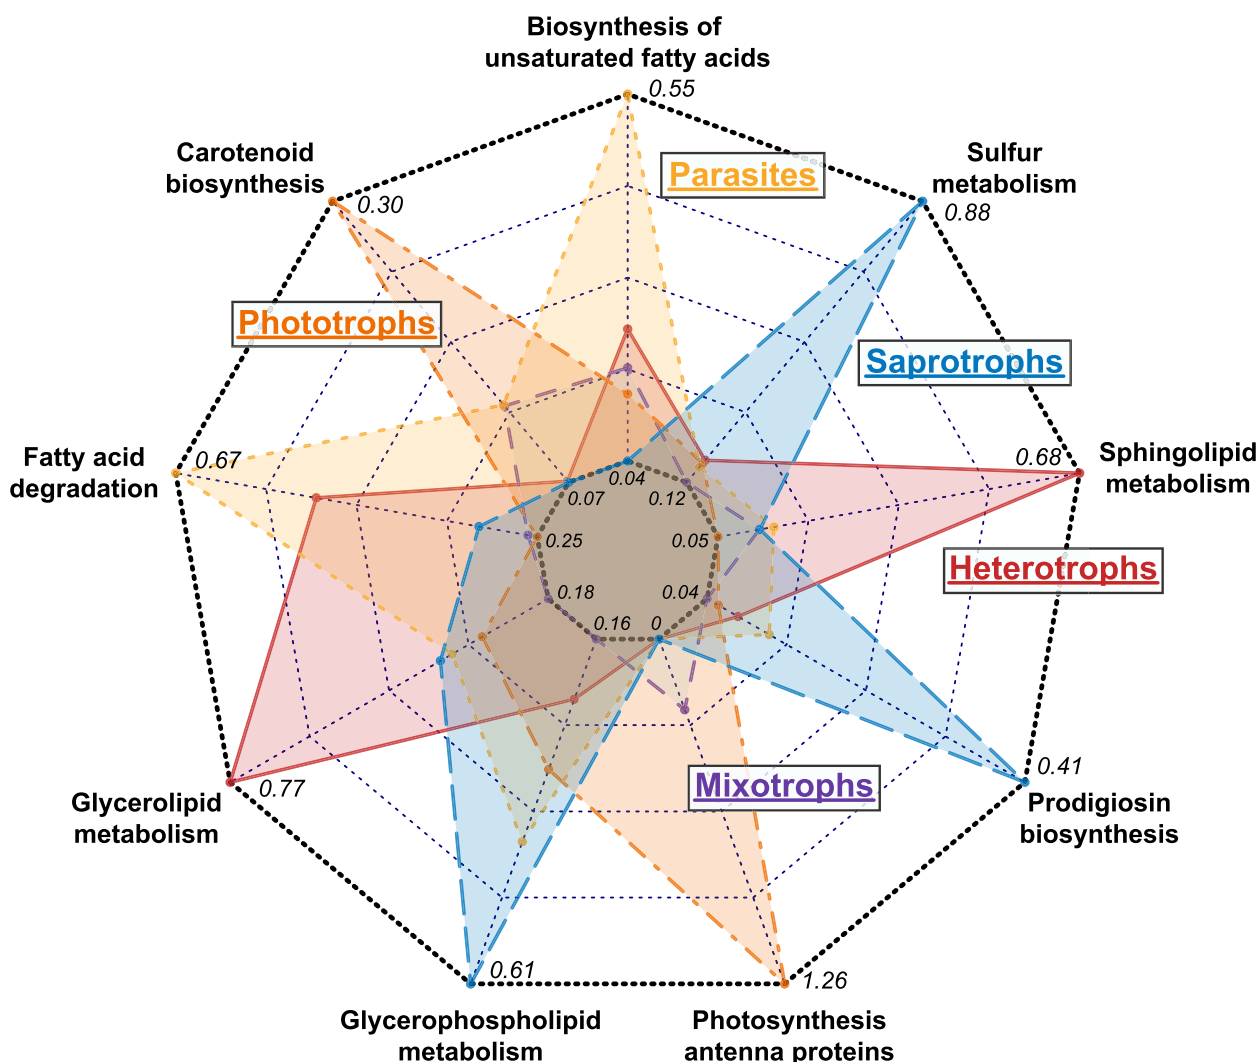 Biosynthesis of
unsaturated fatty acids
0.55
Carotenoid
biosynthesis
0.30
Parasites
Sulfur
metabolism
0.88
Phototrophs
Saprotrophs
Fatty acid
degradation
0.67
0.68
Sphingolipid
metabolism
0.04
0.07
0.12
0.25
0.05
Heterotrophs
0.18
0.04
0.16
0
Mixotrophs
0.77
Glycerolipid
metabolism
0.41
Prodigiosin
biosynthesis
0.61
1.26
Glycerophospholipid
metabolism
Photosynthesis
antenna proteins